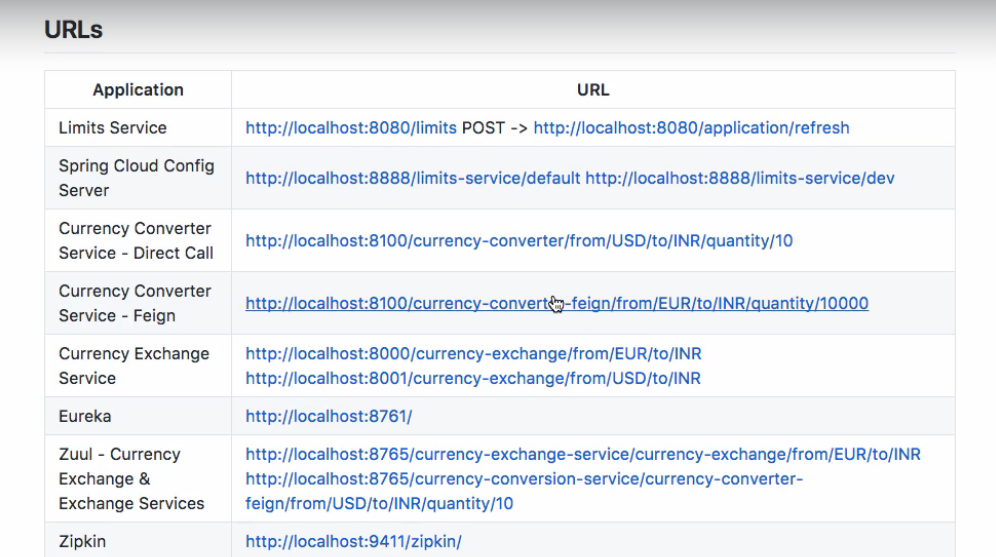 URLs
Application URL
Limits Service http://localhost:8080/limits POST -> http://localhost:8080/application/refresh
Spring Cloud Config
Server
http://localhost:8888/limits-service/default http://localhost:8888/limits-service/dev
Currency Converter
Service - Direct Call
http://localhost:8100/currency-converter/from/USD/to/INR/quantity/10
Currency Converter
Service - Feign
http://localhost:8100/currency-converter-feign/from/EUR/to/INR/quantity/10000
Currency Exchange
Service
http://localhost:8000/currency-exchange/from/EUR/to/INR
http://localhost:8001/currency-exchange/from/USD/to/INR
Eureka http://localhost:8761/
Zuul - Currency
Exchange &
Exchange Services
http://localhost:8765/currency-exchange-service/currency-exchange/from/EUR/to/INR
http://localhost:8765/currency-conversion-service/currency-converter-
feign/from/USD/to/INR/quantity/10
Zipkin http://localhost:9411/zipkin/